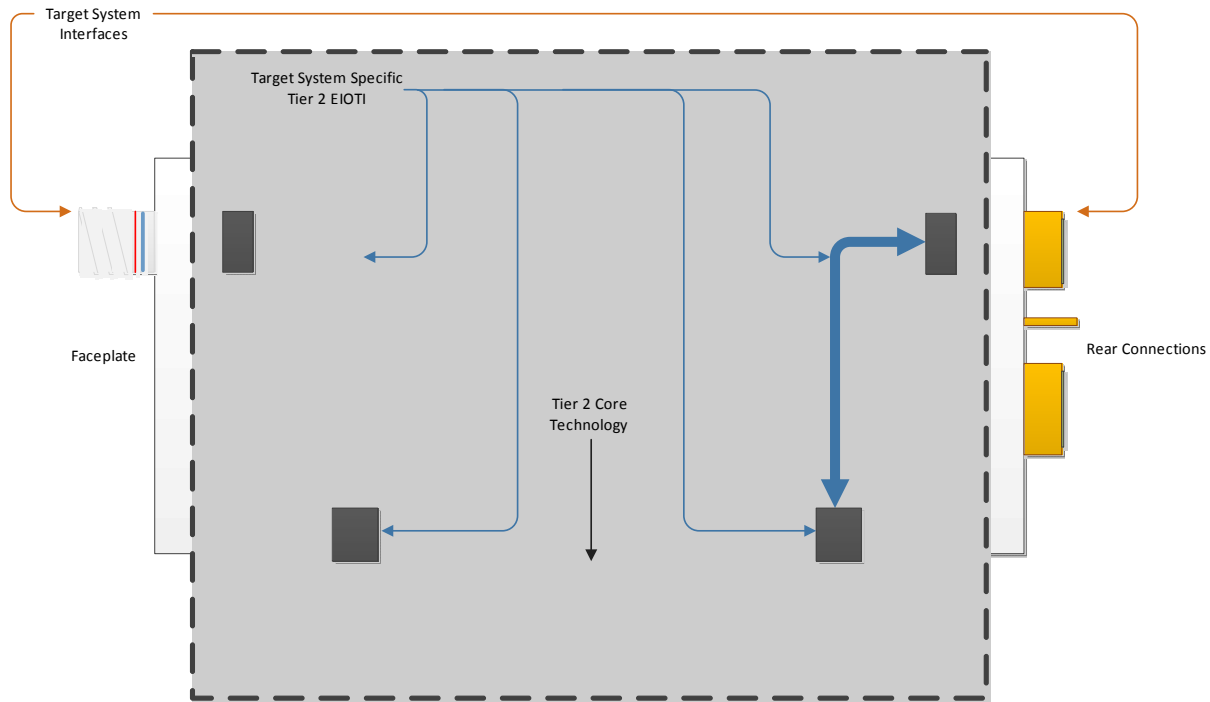 Target System
Interfaces
Target System Specific
Tier 2 EIOTI
Faceplate
Rear Connections
Tier 2 Core
Technology